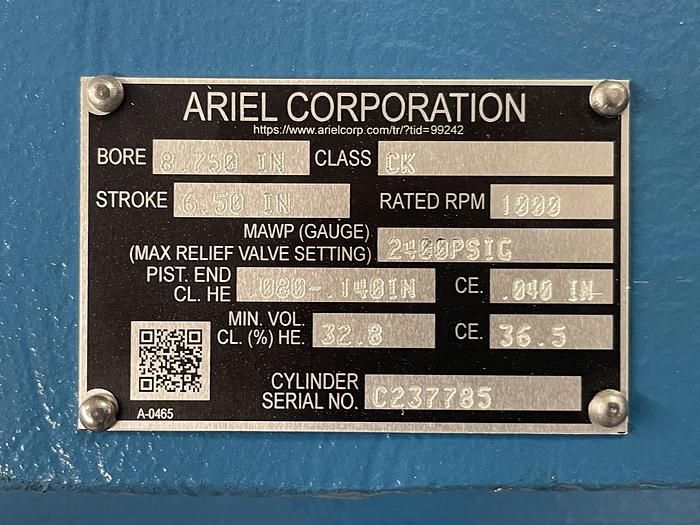 ARIEL CORPORATION
https://www.arielcorp.com/tr/?tid=99242
BORE 8.750 IN CLASS CK
STROKE 6.50 IN RATED RPM 1000
MAWP (GAUGE)
(MAX RELIEF VALVE SETTING) 2400PSIG
PIST. END
CL. HE .080-.140IN CE. .040 IN
MIN. VOL.
CL. (%) HE. 32.8 CE. 36.5
CYLINDER
SERIAL NO. C237785
A-0465